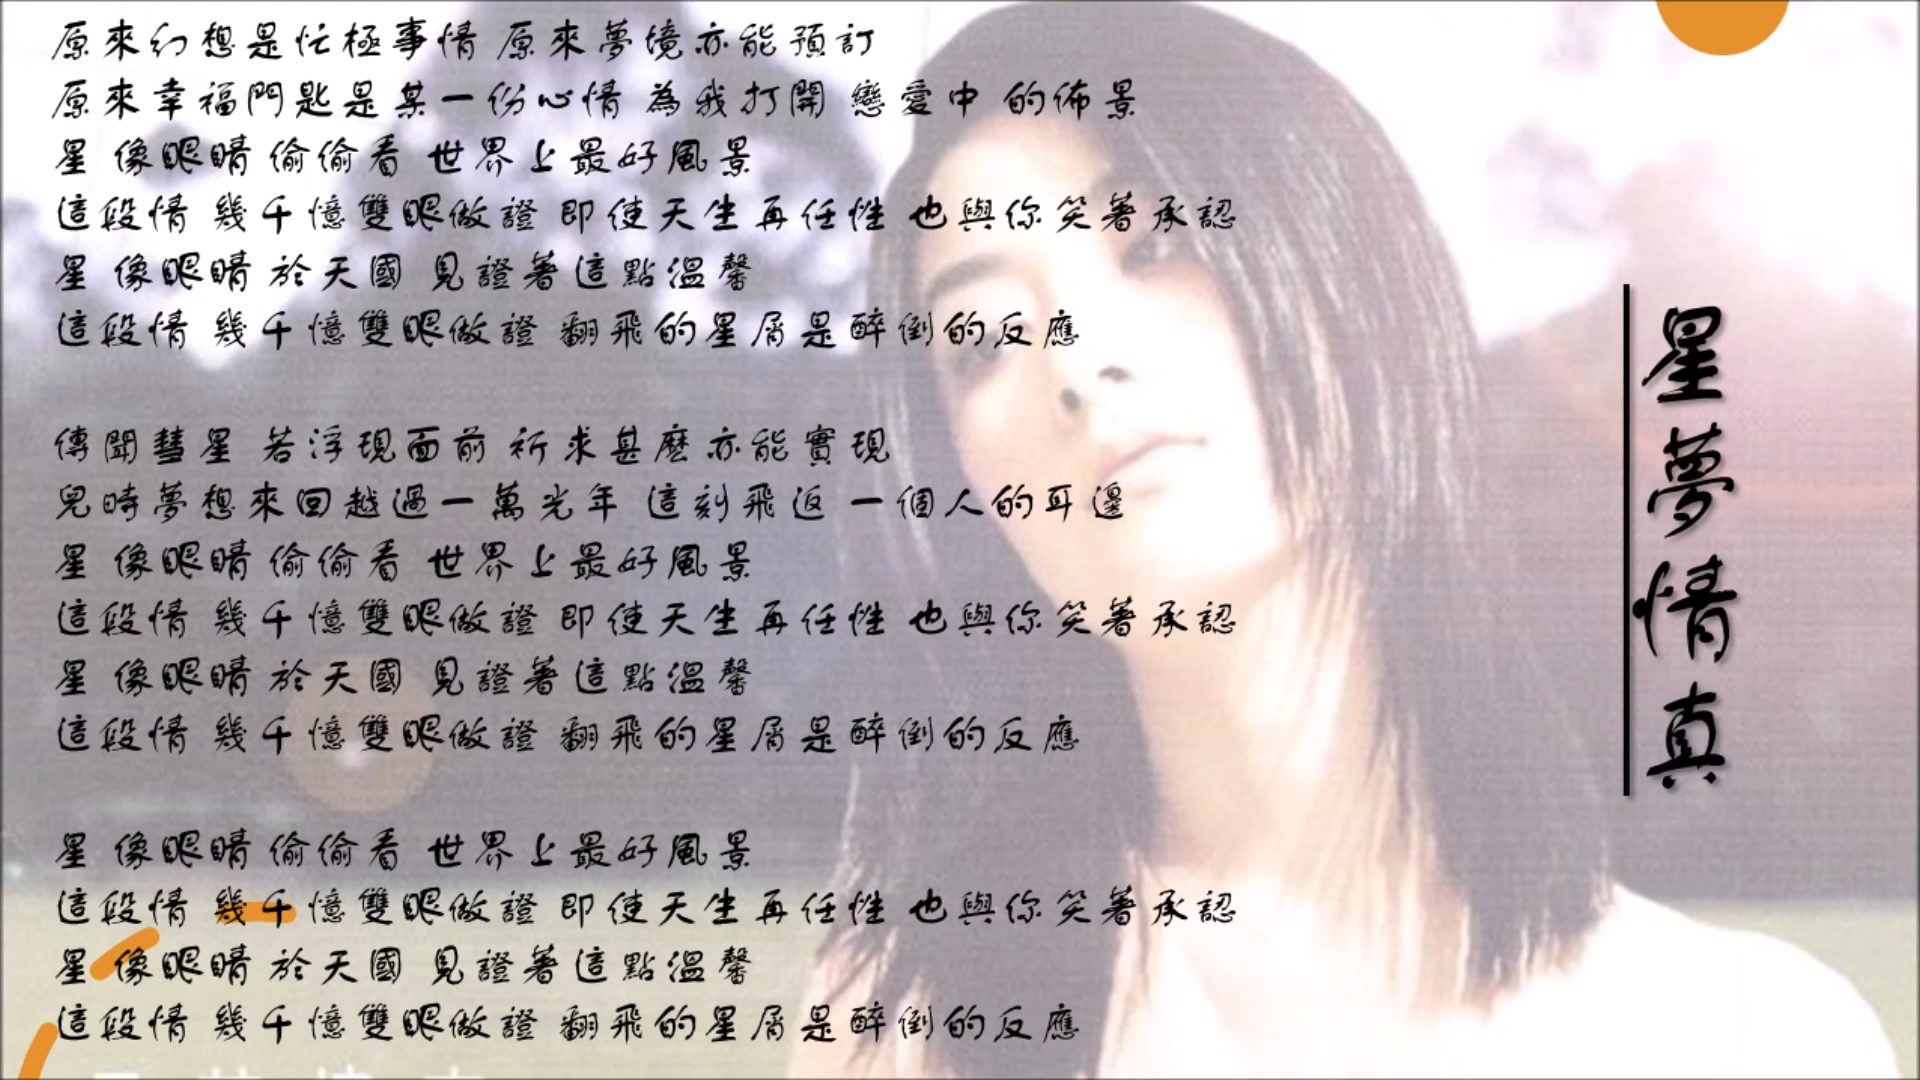 原來幻想是忙極事情 原來夢境亦能預訂
原來幸福門匙是某一份心情 為我打開 戀愛中 的佈景
星 像眼睛 偷偷看 世界上最好風景
這段情 幾千憶雙眼做證 即使天生再任性 也與你笑著承認
星 像眼睛 於天國 見證著這點溫馨
這段情 幾千憶雙眼做證 翻飛的星屑是醉倒的反應
傳聞彗星 若浮現面前 祈求甚麼亦能實現
兒時夢想來回越過一萬光年 這刻飛返 一個人的耳邊
星 像眼睛 偷偷看 世界上最好風景
這段情 幾千憶雙眼做證 即使天生再任性 也與你笑著承認
星 像眼睛 於天國 見證著這點溫馨
這段情 幾千憶雙眼做證 翻飛的星屑是醉倒的反應
星 像眼睛 偷偷看 世界上最好風景
這段情 幾千憶雙眼做證 即使天生再任性 也與你笑著承認
星 像眼睛 於天國 見證著這點溫馨
這段情 幾千憶雙眼做證 翻飛的星屑是醉倒的反應
星夢情真